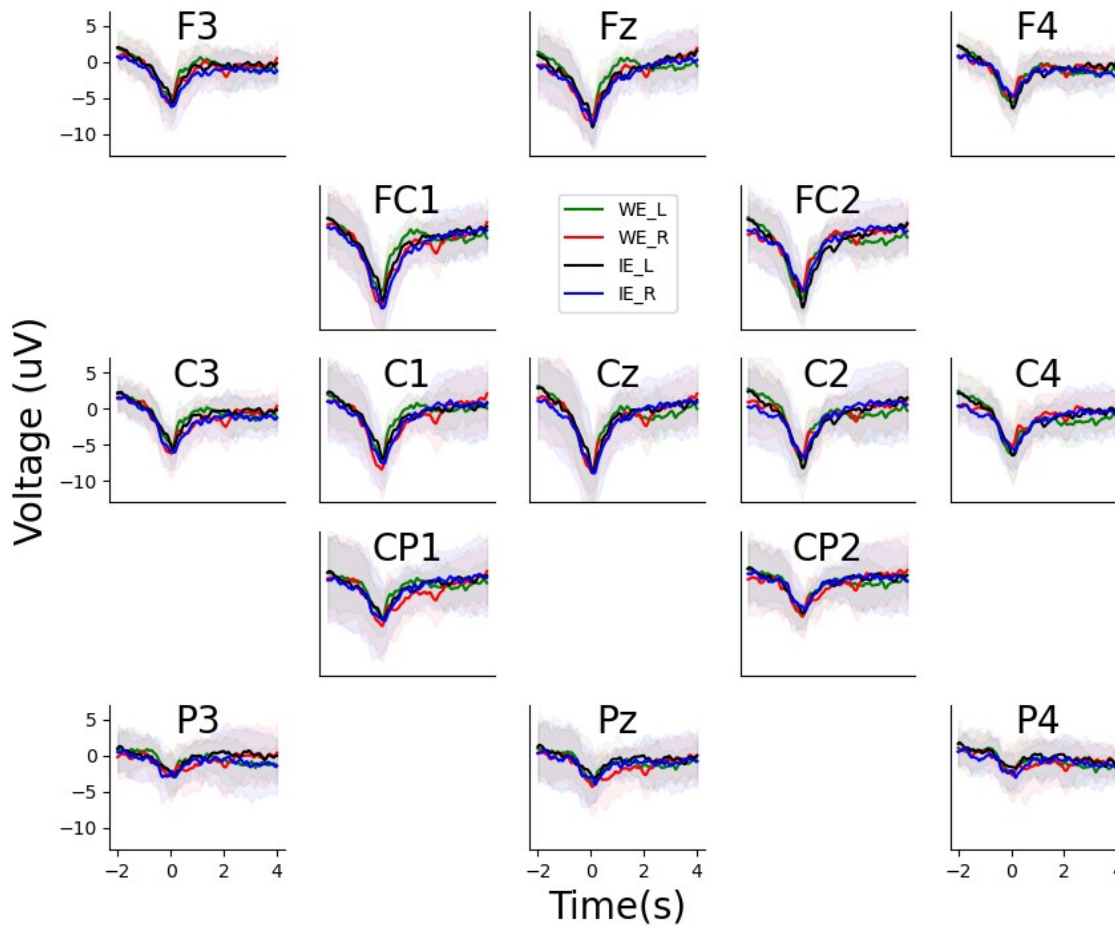 F3
Fz
F4
5
0
−5
−10
FC1
FC2
WE_L
WE_R
IE_L
IE_R
Voltage (uV)
C3
C1
Cz
C2
C4
5
0
−5
−10
CP1
CP2
P3
Pz
P4
5
0
−5
−10
−2 0 2 4
−2 0 2 4
−2 0 2 4
Time(s)